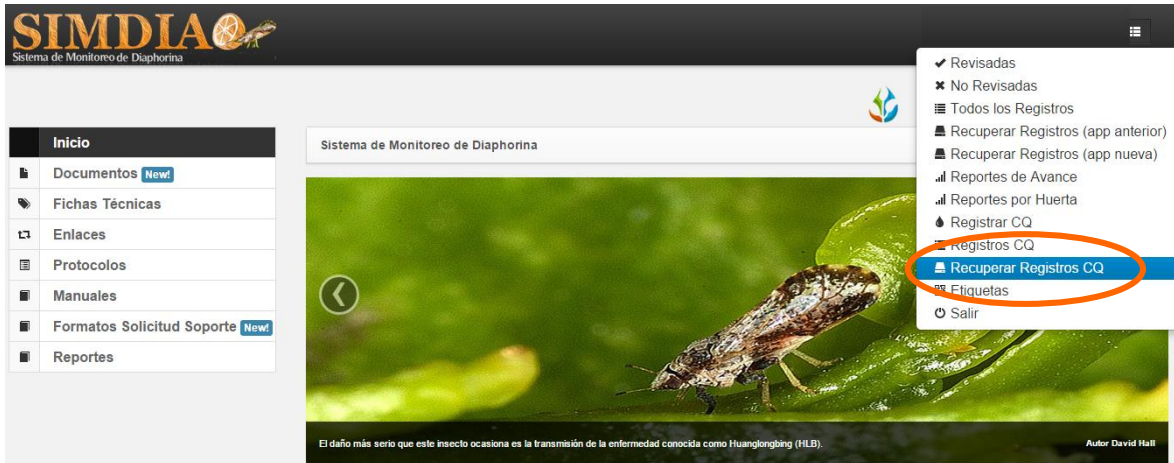 SIMDIA
Sistema de Monitoreo de Diaphorina
Revisadas
No Revisadas
Todos los Registros
Recuperar Registros (app anterior)
Recuperar Registros (app nueva)
Reportes de Avance
Reportes por Huerta
Registrar CQ
Registros CQ
Recuperar Registros CQ
Etiquetas
Salir
Inicio
Documentos New!
Fichas Técnicas
Enlaces
Protocolos
Manuales
Formatos Solicitud Soporte New!
Reportes
Sistema de Monitoreo de Diaphorina
El daño más serio que este insecto ocasiona es la transmisión de la enfermedad conocida como Huanglongbing (HLB).
Autor David Hall